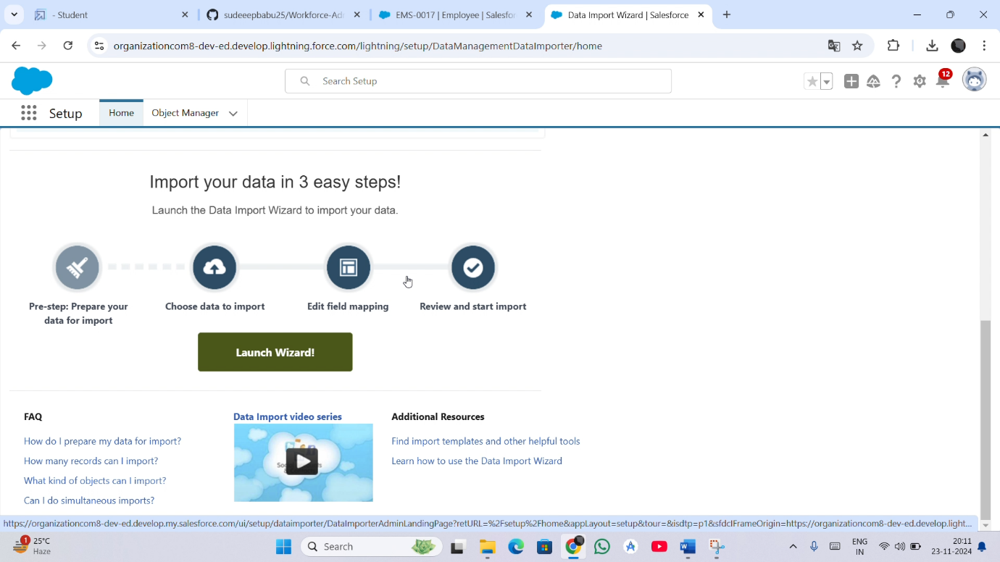 - Student
sudeeepbabu25/Workforce-Ad
EMS-0017 | Employee | Salesfor
Data Import Wizard | Salesforce
organizationcom8-dev-ed.develop.lightning.force.com/lightning/setup/DataManagementDataImporter/home
Search Setup
12
Setup
Home
Object Manager
Import your data in 3 easy steps!
Launch the Data Import Wizard to import your data.
Pre-step: Prepare your
data for import
Choose data to import
Edit field mapping
Review and start import
Launch Wizard!
FAQ
How do I prepare my data for import?
How many records can I import?
What kind of objects can I import?
Can I do simultaneous imports?
Data Import video series
Additional Resources
Find import templates and other helpful tools
Learn how to use the Data Import Wizard
https://organizationcom8-dev-ed.develop.my.salesforce.com/ui/setup/dataimporter/DataImporterAdminLandingPage?retURL=%2Fsetup%2Fhome&appLayout=setup&tour=&isdtp=p1&sfdcIFrameOrigin=https://organizationcom8-dev-ed.develop.light...
1
25°C
Haze
Search
ENG
IN
20:11
23-11-2024